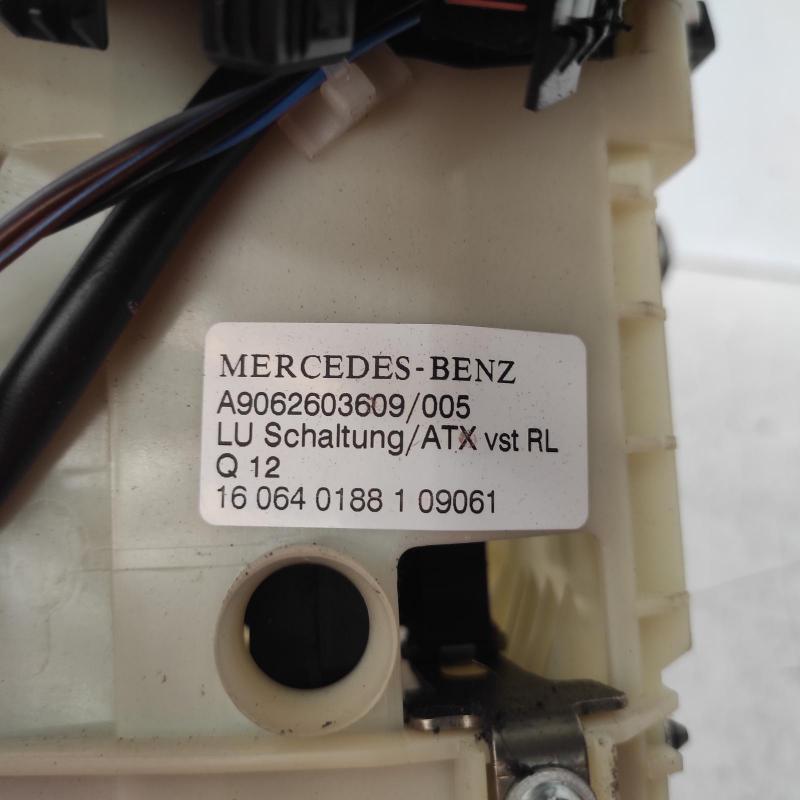 MERCEDES-BENZ
A9062603609/005
LU Schaltung/ATX vst RL
Q 12
16 064 0188 1 09061